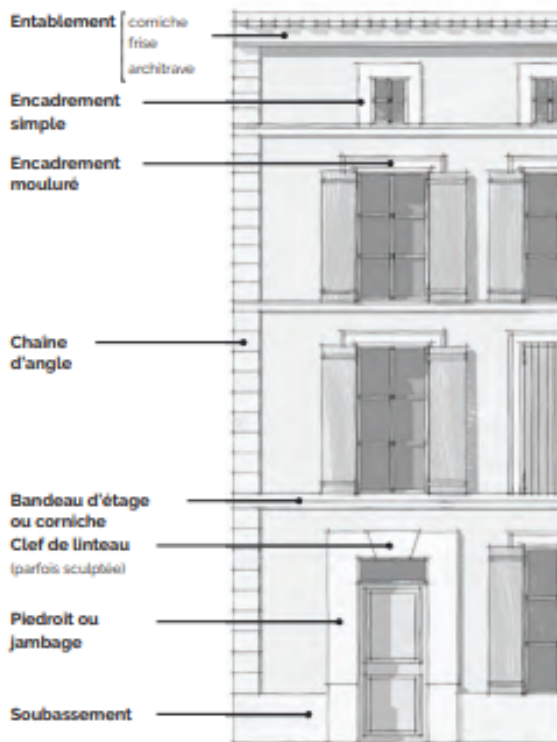 Entablement corniche
frise
architrave
Encadrement
simple
Encadrement
mouluré
Chaîne
d'angle
Bandeau d'étage
ou corniche
Clef de linteau
(parfois sculptée)
Piedroit ou
jambage
Soubassement